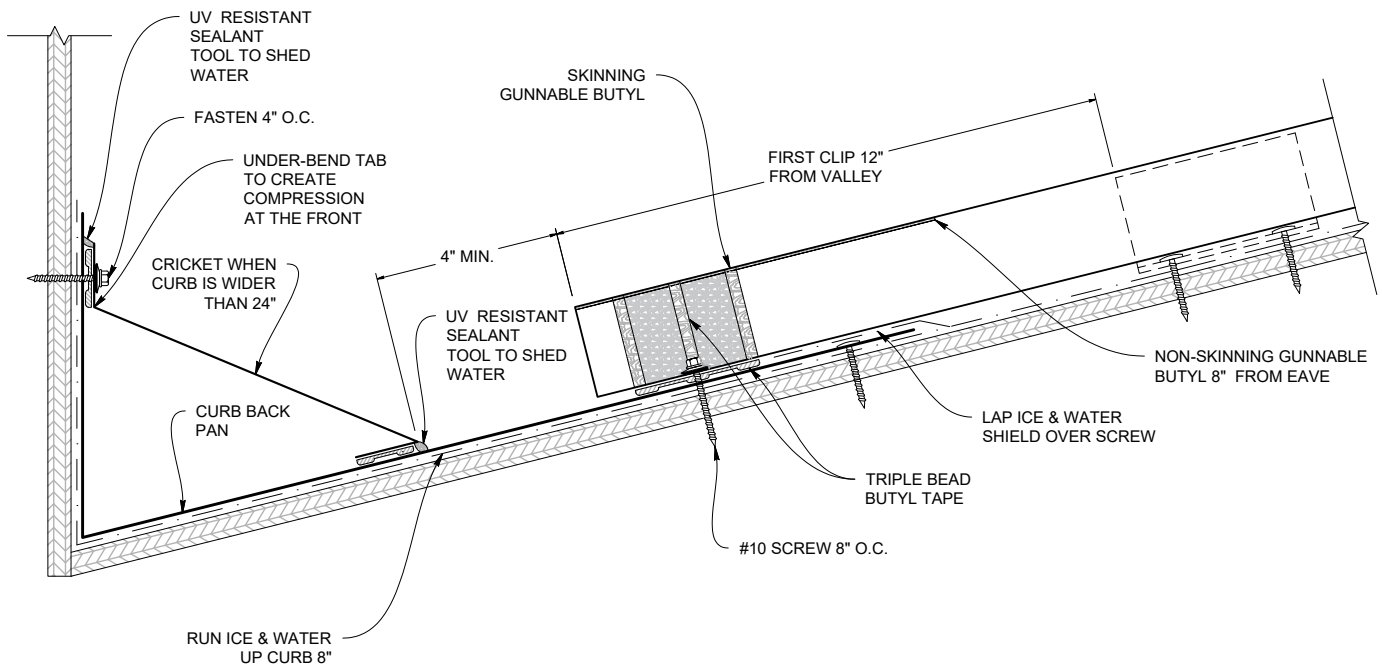 UV RESISTANT
SEALANT
TOOL TO SHED
WATER
FASTEN 4" O.C.
UNDER-BEND TAB
TO CREATE
COMPRESSION
AT THE FRONT
CRICKET WHEN
CURB IS WIDER
THAN 24"
CURB BACK
PAN
RUN ICE & WATER
UP CURB 8"
4" MIN.
UV RESISTANT
SEALANT
TOOL TO SHED
WATER
SKINNING
GUNNABLE BUTYL
FIRST CLIP 12"
FROM VALLEY
NON-SKINNING GUNNABLE
BUTYL 8" FROM EAVE
LAP ICE & WATER
SHIELD OVER SCREW
TRIPLE BEAD
BUTYL TAPE
#10 SCREW 8" O.C.